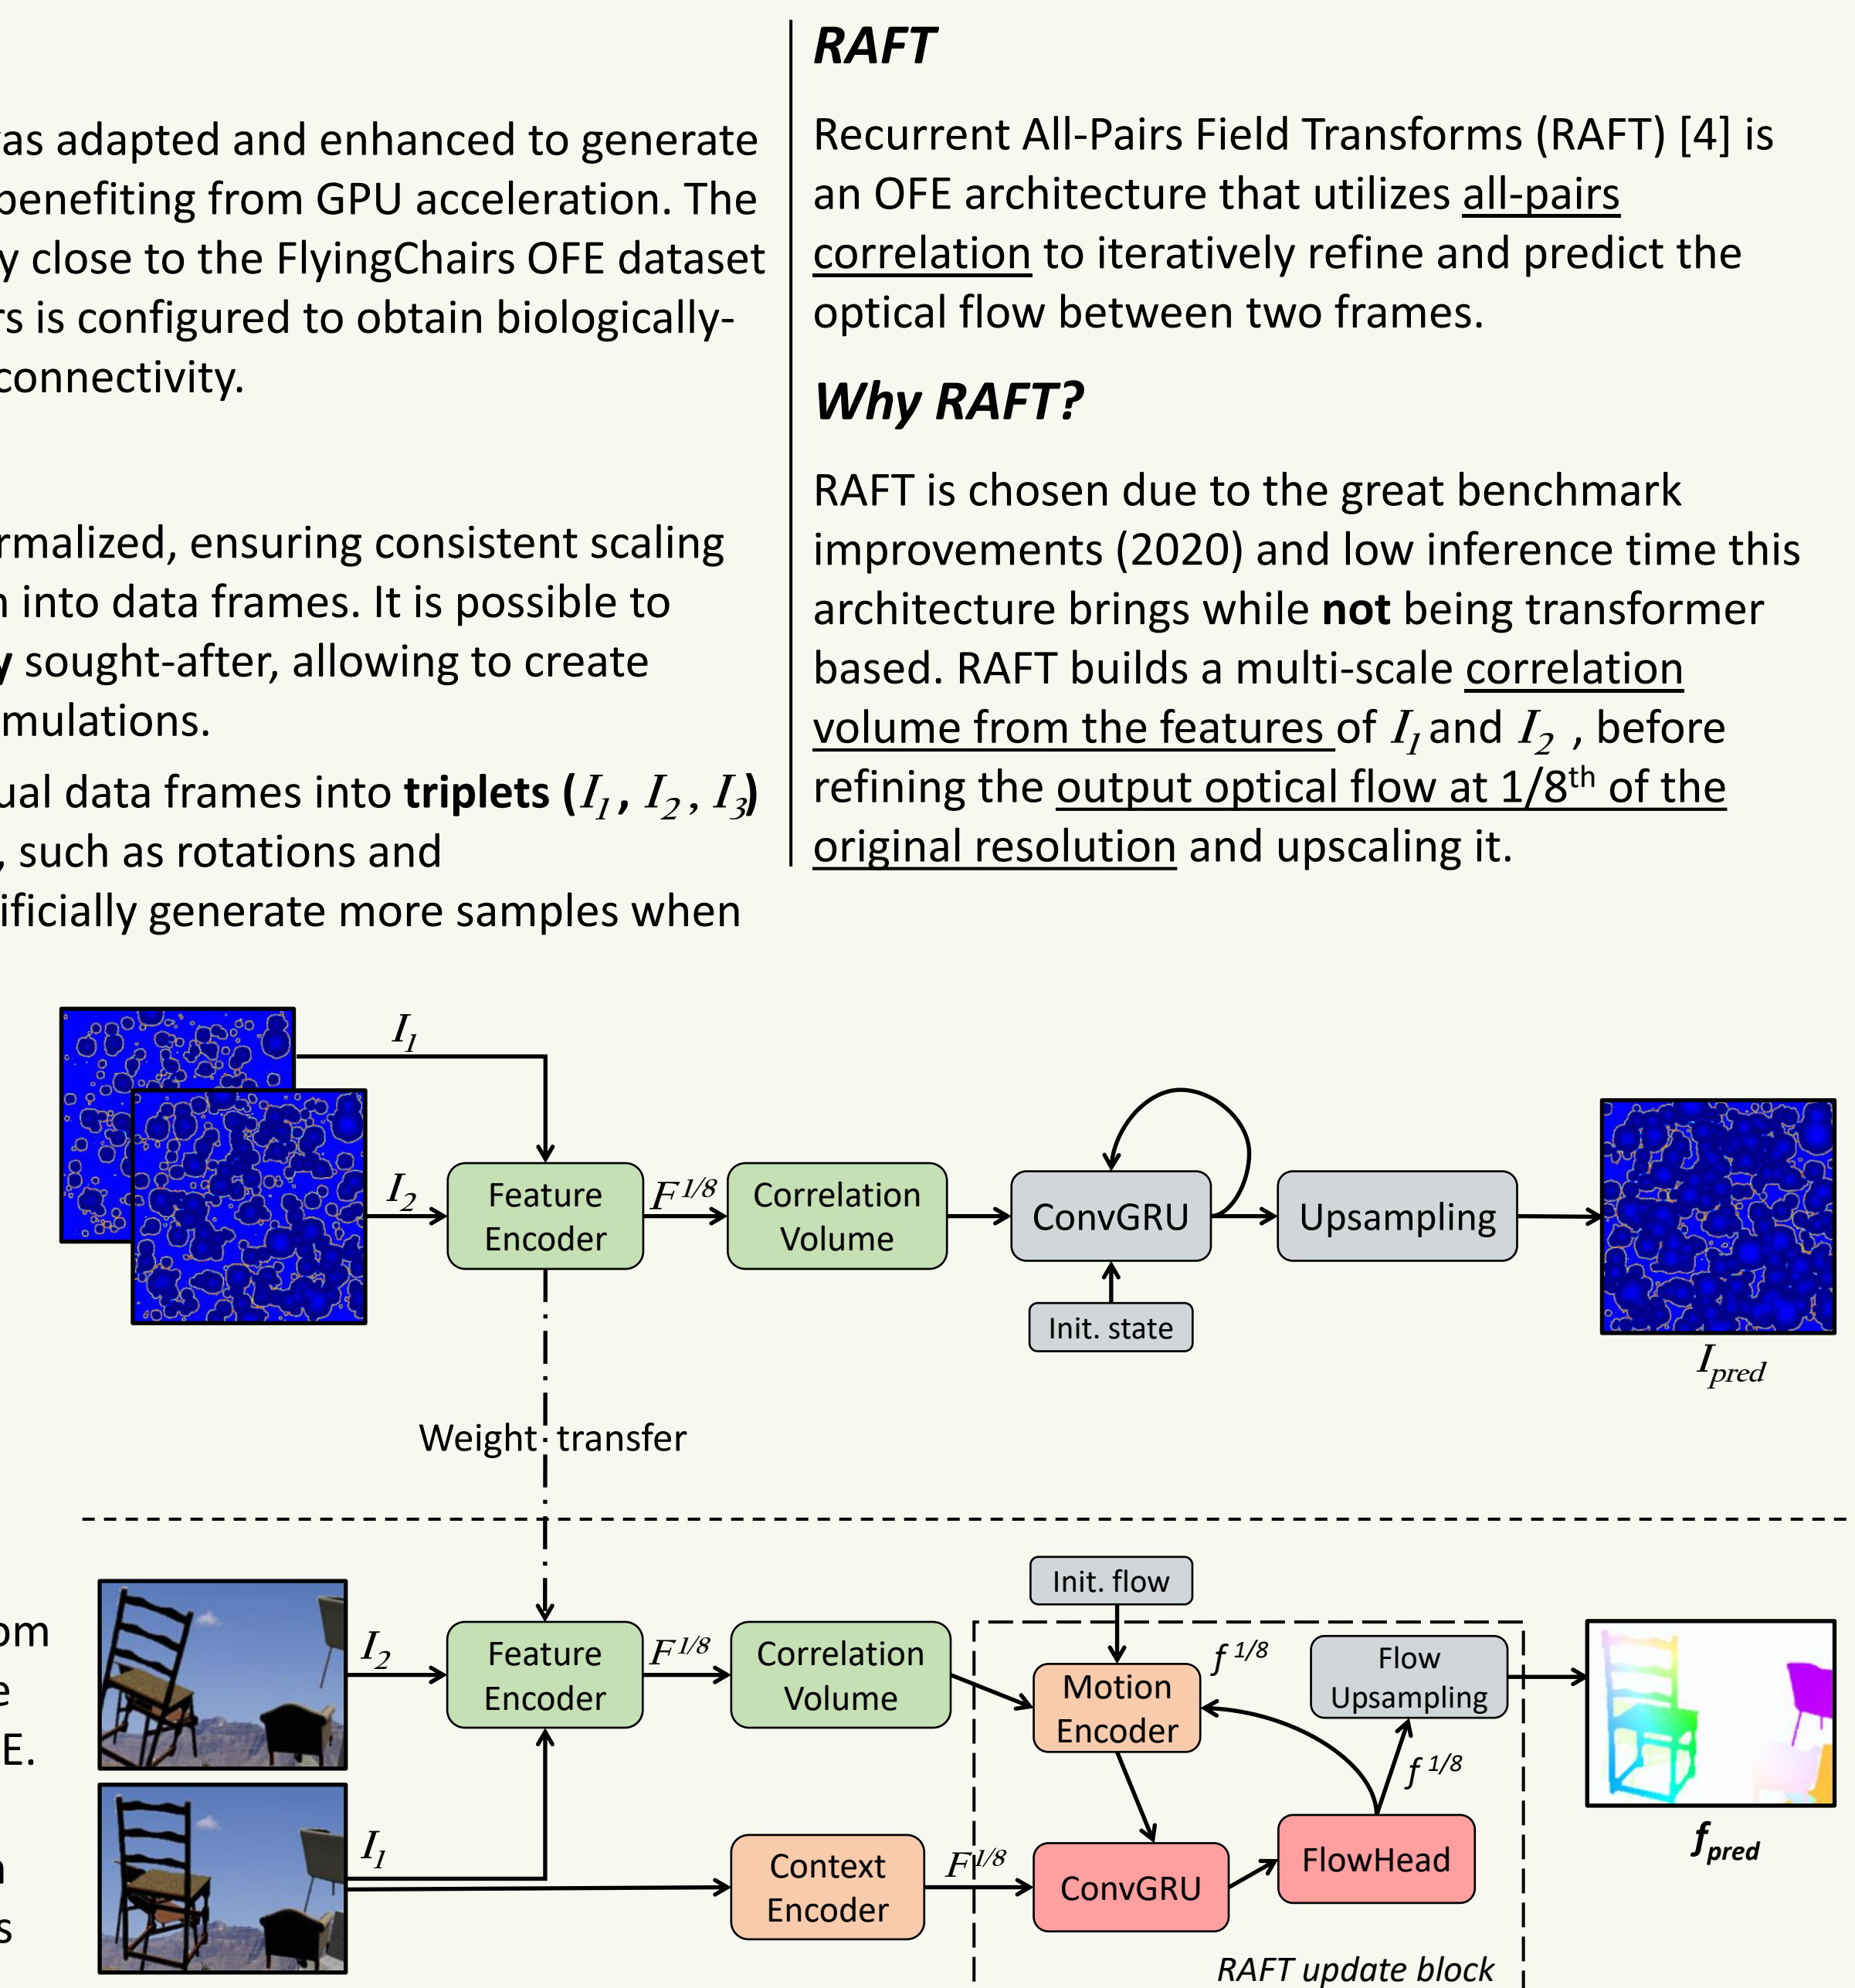 as adapted and enhanced to generate
benefiting from GPU acceleration. The
y close to the FlyingChairs OFE dataset
rs is configured to obtain biologically-
connectivity.
rmalized, ensuring consistent scaling
n into data frames. It is possible to
y sought-after, allowing to create
mulations.
ual data frames into triplets (I1, I2, I3)
, such as rotations and
ificially generate more samples when
RAFT
Recurrent All-Pairs Field Transforms (RAFT) [4] is
an OFE architecture that utilizes all-pairs
correlation to iteratively refine and predict the
optical flow between two frames.
Why RAFT?
RAFT is chosen due to the great benchmark
improvements (2020) and low inference time this
architecture brings while not being transformer
based. RAFT builds a multi-scale correlation
volume from the features of I1 and I2 , before
refining the output optical flow at 1/8th of the
original resolution and upscaling it.
I1
I2
Feature
Encoder
F1/8
Correlation
Volume
ConvGRU
Init. state
Upsampling
Ipred
Weight transfer
om
e
E.
n
s
I2
I1
Feature
Encoder
F1/8
Correlation
Volume
Context
Encoder
F1/8
Init. flow
Motion
Encoder
f 1/8
ConvGRU
FlowHead
f 1/8
Flow
Upsampling
RAFT update block
fpred